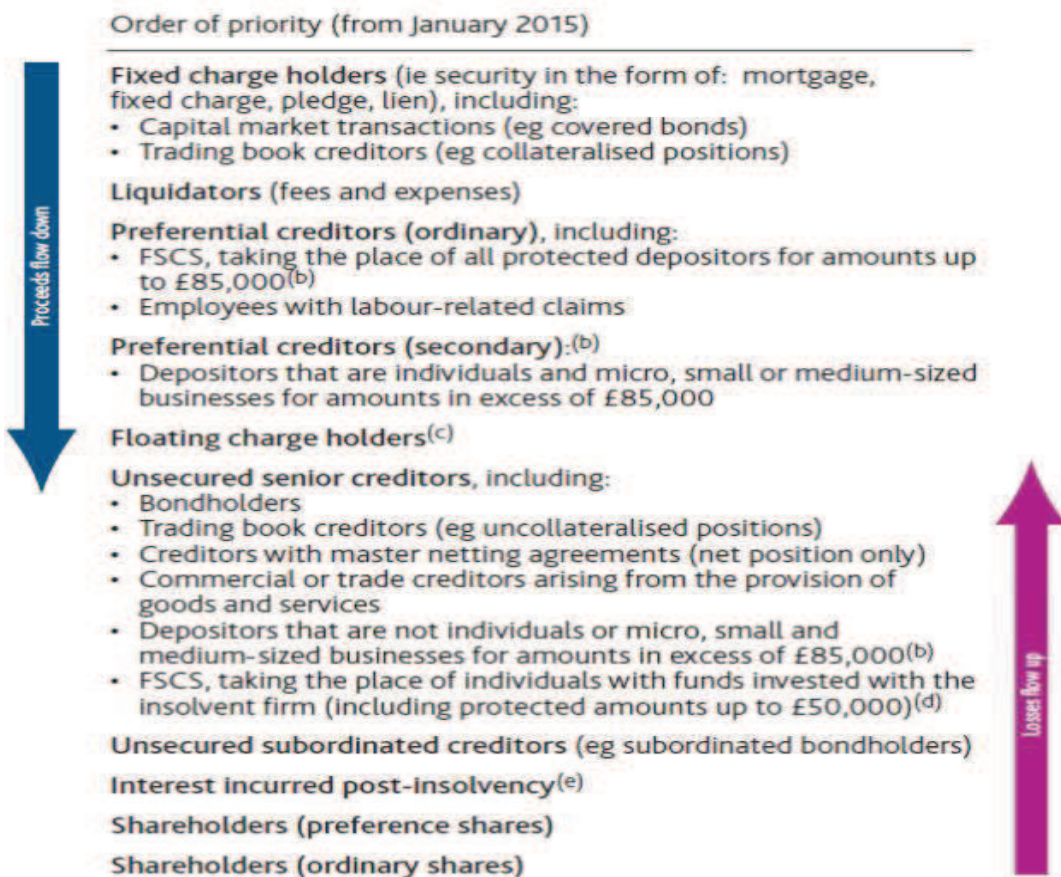 Order of priority (from January 2015)
Fixed charge holders (ie security in the form of: mortgage,
fixed charge, pledge, lien), including:
• Capital market transactions (eg covered bonds)
• Trading book creditors (eg collateralised positions)
Liquidators (fees and expenses)
Preferential creditors (ordinary), including:
• FSCS, taking the place of all protected depositors for amounts up
to £85,000(b)
• Employees with labour-related claims
Preferential creditors (secondary):(b)
• Depositors that are individuals and micro, small or medium-sized
businesses for amounts in excess of £85,000
Floating charge holders(c)
Unsecured senior creditors, including:
• Bondholders
• Trading book creditors (eg uncollateralised positions)
• Creditors with master netting agreements (net position only)
• Commercial or trade creditors arising from the provision of
goods and services
• Depositors that are not individuals or micro, small and
medium-sized businesses for amounts in excess of £85,000(b)
• FSCS, taking the place of individuals with funds invested with the
insolvent firm (including protected amounts up to £50,000)(d)
Unsecured subordinated creditors (eg subordinated bondholders)
Interest incurred post-insolvency(e)
Shareholders (preference shares)
Shareholders (ordinary shares)
Proceeds flow down
Losses flow up